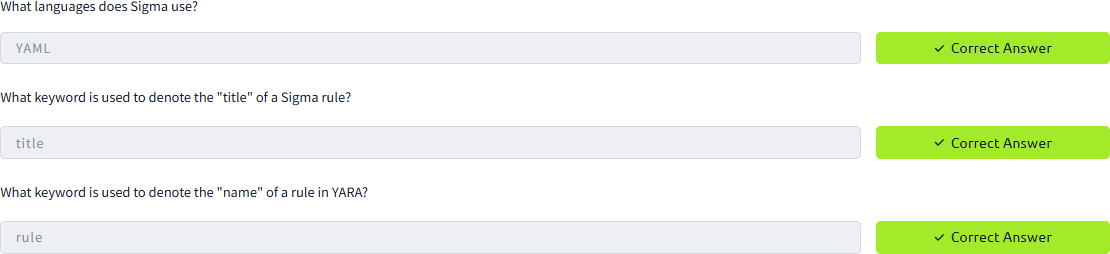 What languages does Sigma use?
YAML
✓ Correct Answer
What keyword is used to denote the "title" of a Sigma rule?
title
✓ Correct Answer
What keyword is used to denote the "name" of a rule in YARA?
rule
✓ Correct Answer